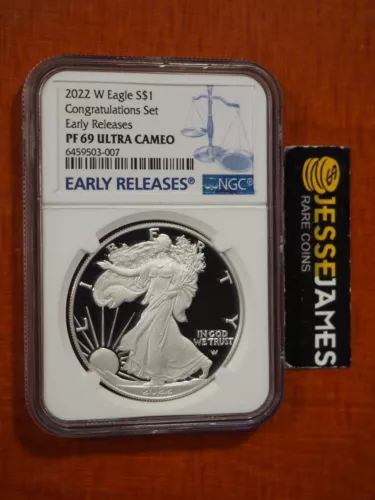 2022 W Eagle S$1
Congratulations Set
Early Releases
PF 69 ULTRA CAMEO
6459503-007
EARLY RELEASES®
NGC®
LIBERTY
IN GOD
WE TRUST
W
2022
JESSE JAMES
RARE COINS